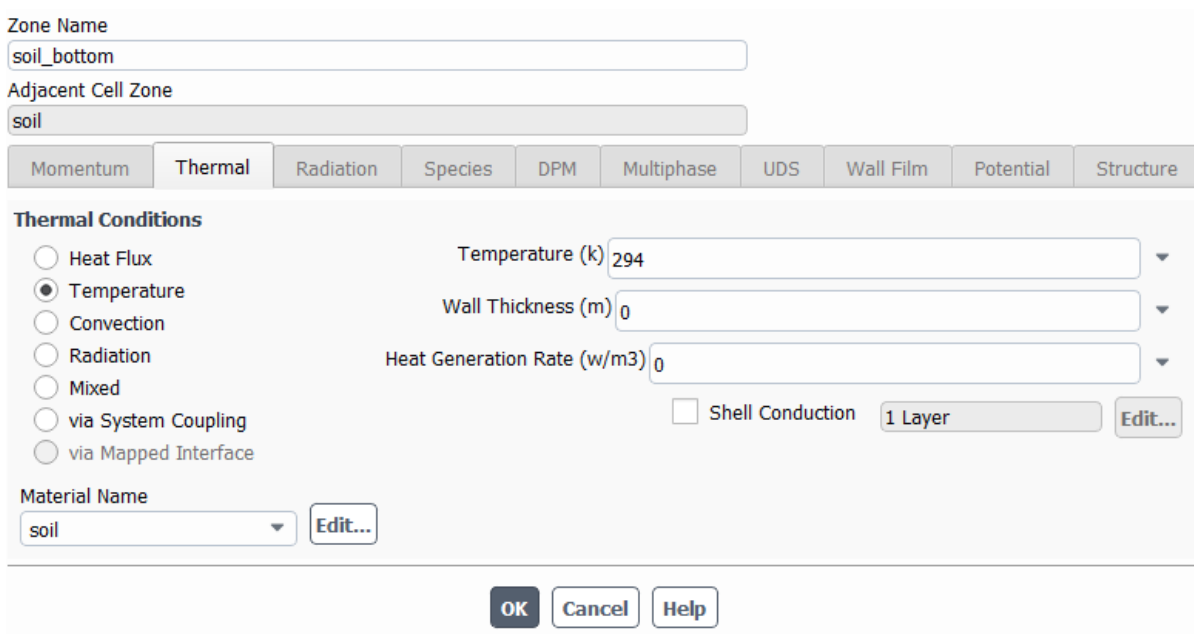 Zone Name
soil_bottom
Adjacent Cell Zone
soil
Momentum Thermal Radiation Species DPM Multiphase UDS Wall Film Potential Structure
Thermal Conditions
Heat Flux
Temperature
Convection
Radiation
Mixed
via System Coupling
via Mapped Interface
Temperature (k) 294
Wall Thickness (m) 0
Heat Generation Rate (w/m3) 0
Shell Conduction 1 Layer Edit...
Material Name
soil Edit...
OK Cancel Help